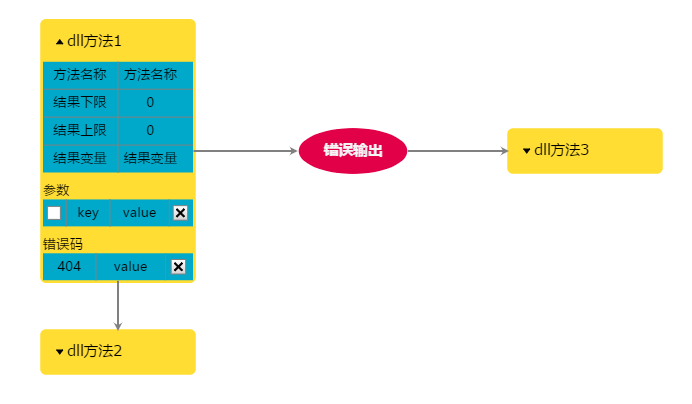 dll方法1
方法名称 方法名称
结果下限 0
结果上限 0
结果变量 结果变量
参数
key value
错误码
404 value
错误输出
dll方法3
dll方法2